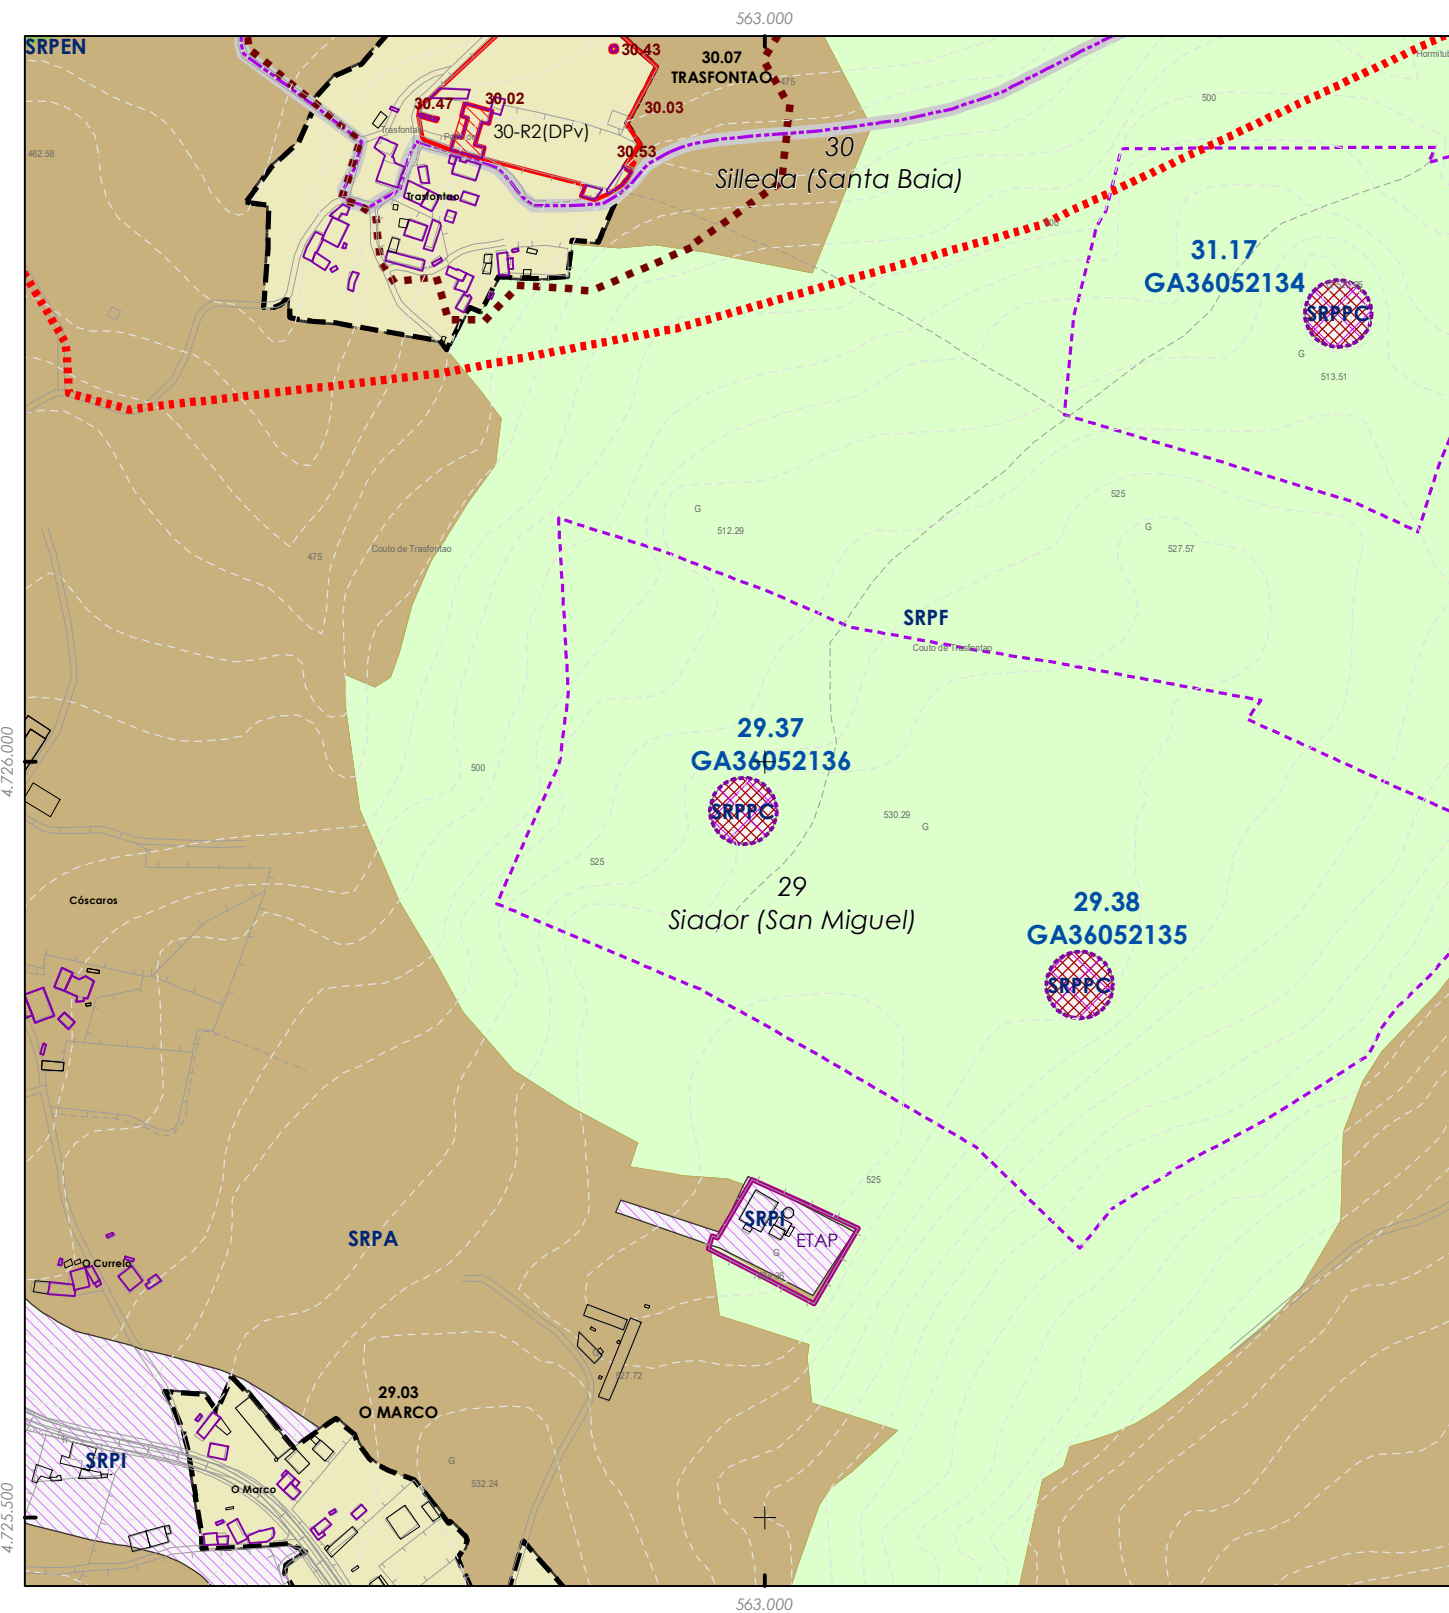 563.000
SRPEN
30.43
30.07
TRASFONTAO
Hormitub
475
30.47
30.02
30.03
500
Trasfontao
30-R2(DPv)
30
462.58
30.53
Silleda (Santa Baia)
Trasfontao
31.17
GA36052134
SRPPC
G
513.51
525
G
512.29
G
527.57
475
Couto de Trasfontao
SRPF
Couto de Trasfontao
29.37
GA36052136
4.726.000
500
SRPPC
530.29
G
525
29
Siador (San Miguel)
Cóscaros
29.38
GA36052135
SRPPC
525
SRPI
ETAP
G
SRPA
O Currelo
G
527.72
29.03
O MARCO
SRPI
G
532.24
O Marco
4.725.500
563.000